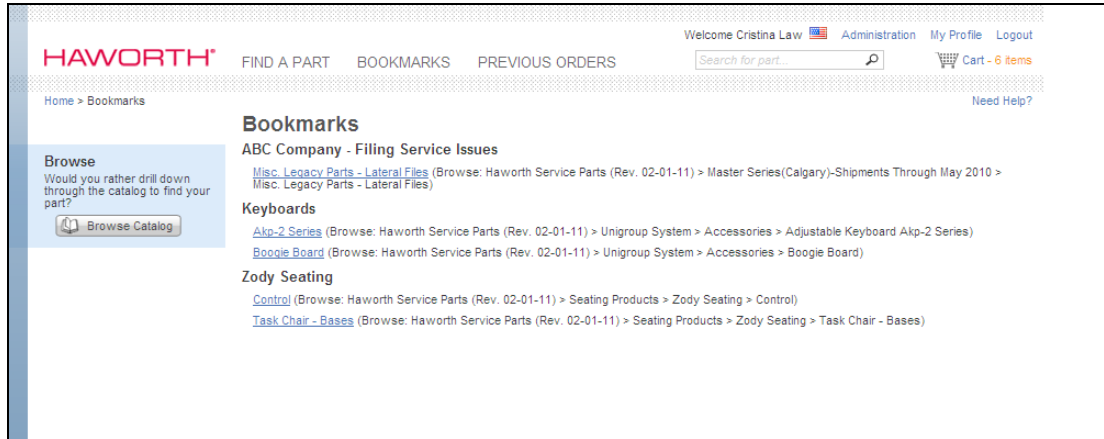 Welcome Cristina Law Administration My Profile Logout
HAWORTH®
FIND A PART BOOKMARKS PREVIOUS ORDERS
Search for part...
Cart - 6 items
Home > Bookmarks
Need Help?
Bookmarks
Browse
Would you rather drill down
through the catalog to find your
part?
Browse Catalog
ABC Company - Filing Service Issues
Misc. Legacy Parts - Lateral Files (Browse: Haworth Service Parts (Rev. 02-01-11) > Master Series(Calgary)-Shipments Through May 2010 >
Misc. Legacy Parts - Lateral Files)
Keyboards
Akp-2 Series (Browse: Haworth Service Parts (Rev. 02-01-11) > Unigroup System > Accessories > Adjustable Keyboard Akp-2 Series)
Boogie Board (Browse: Haworth Service Parts (Rev. 02-01-11) > Unigroup System > Accessories > Boogie Board)
Zody Seating
Control (Browse: Haworth Service Parts (Rev. 02-01-11) > Seating Products > Zody Seating > Control)
Task Chair - Bases (Browse: Haworth Service Parts (Rev. 02-01-11) > Seating Products > Zody Seating > Task Chair - Bases)